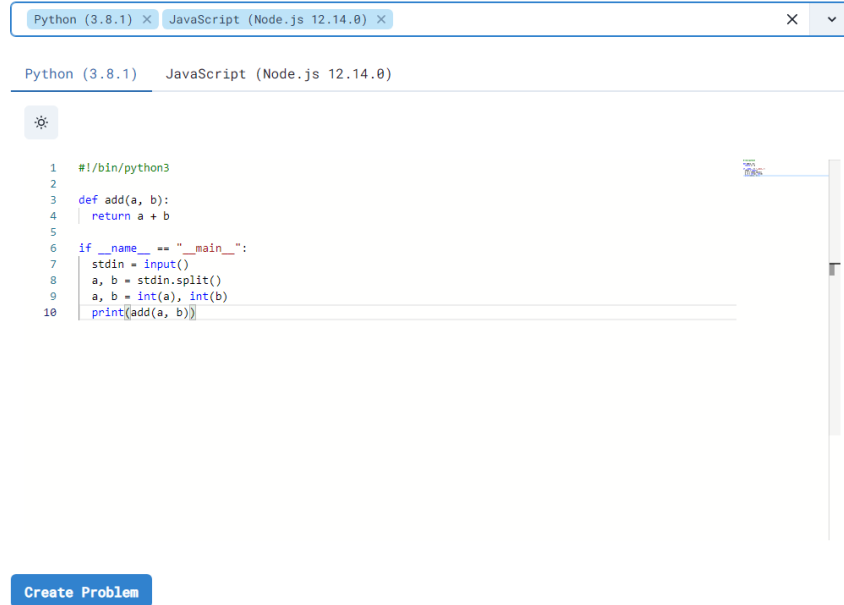 Python (3.8.1) × JavaScript (Node.js 12.14.0) ×
Python (3.8.1) JavaScript (Node.js 12.14.0)
1 #!/bin/python3
2
3 def add(a, b):
4   return a + b
5
6 if __name__ == "__main__":
7   stdin = input()
8   a, b = stdin.split()
9   a, b = int(a), int(b)
10   print(add(a, b))
Create Problem